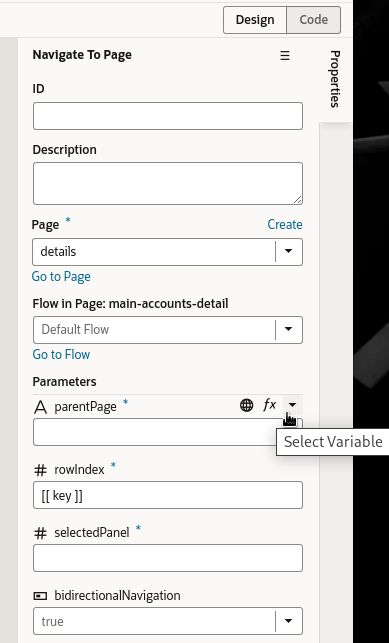 Design Code
Navigate To Page
Properties
ID
Description
Page * Create
details
Go to Page
Flow in Page: main-accounts-detail
Default Flow
Go to Flow
Parameters
A parentPage * fx
Select Variable
# rowIndex *
[[ key ]]
# selectedPanel *
bidirectionalNavigation
true